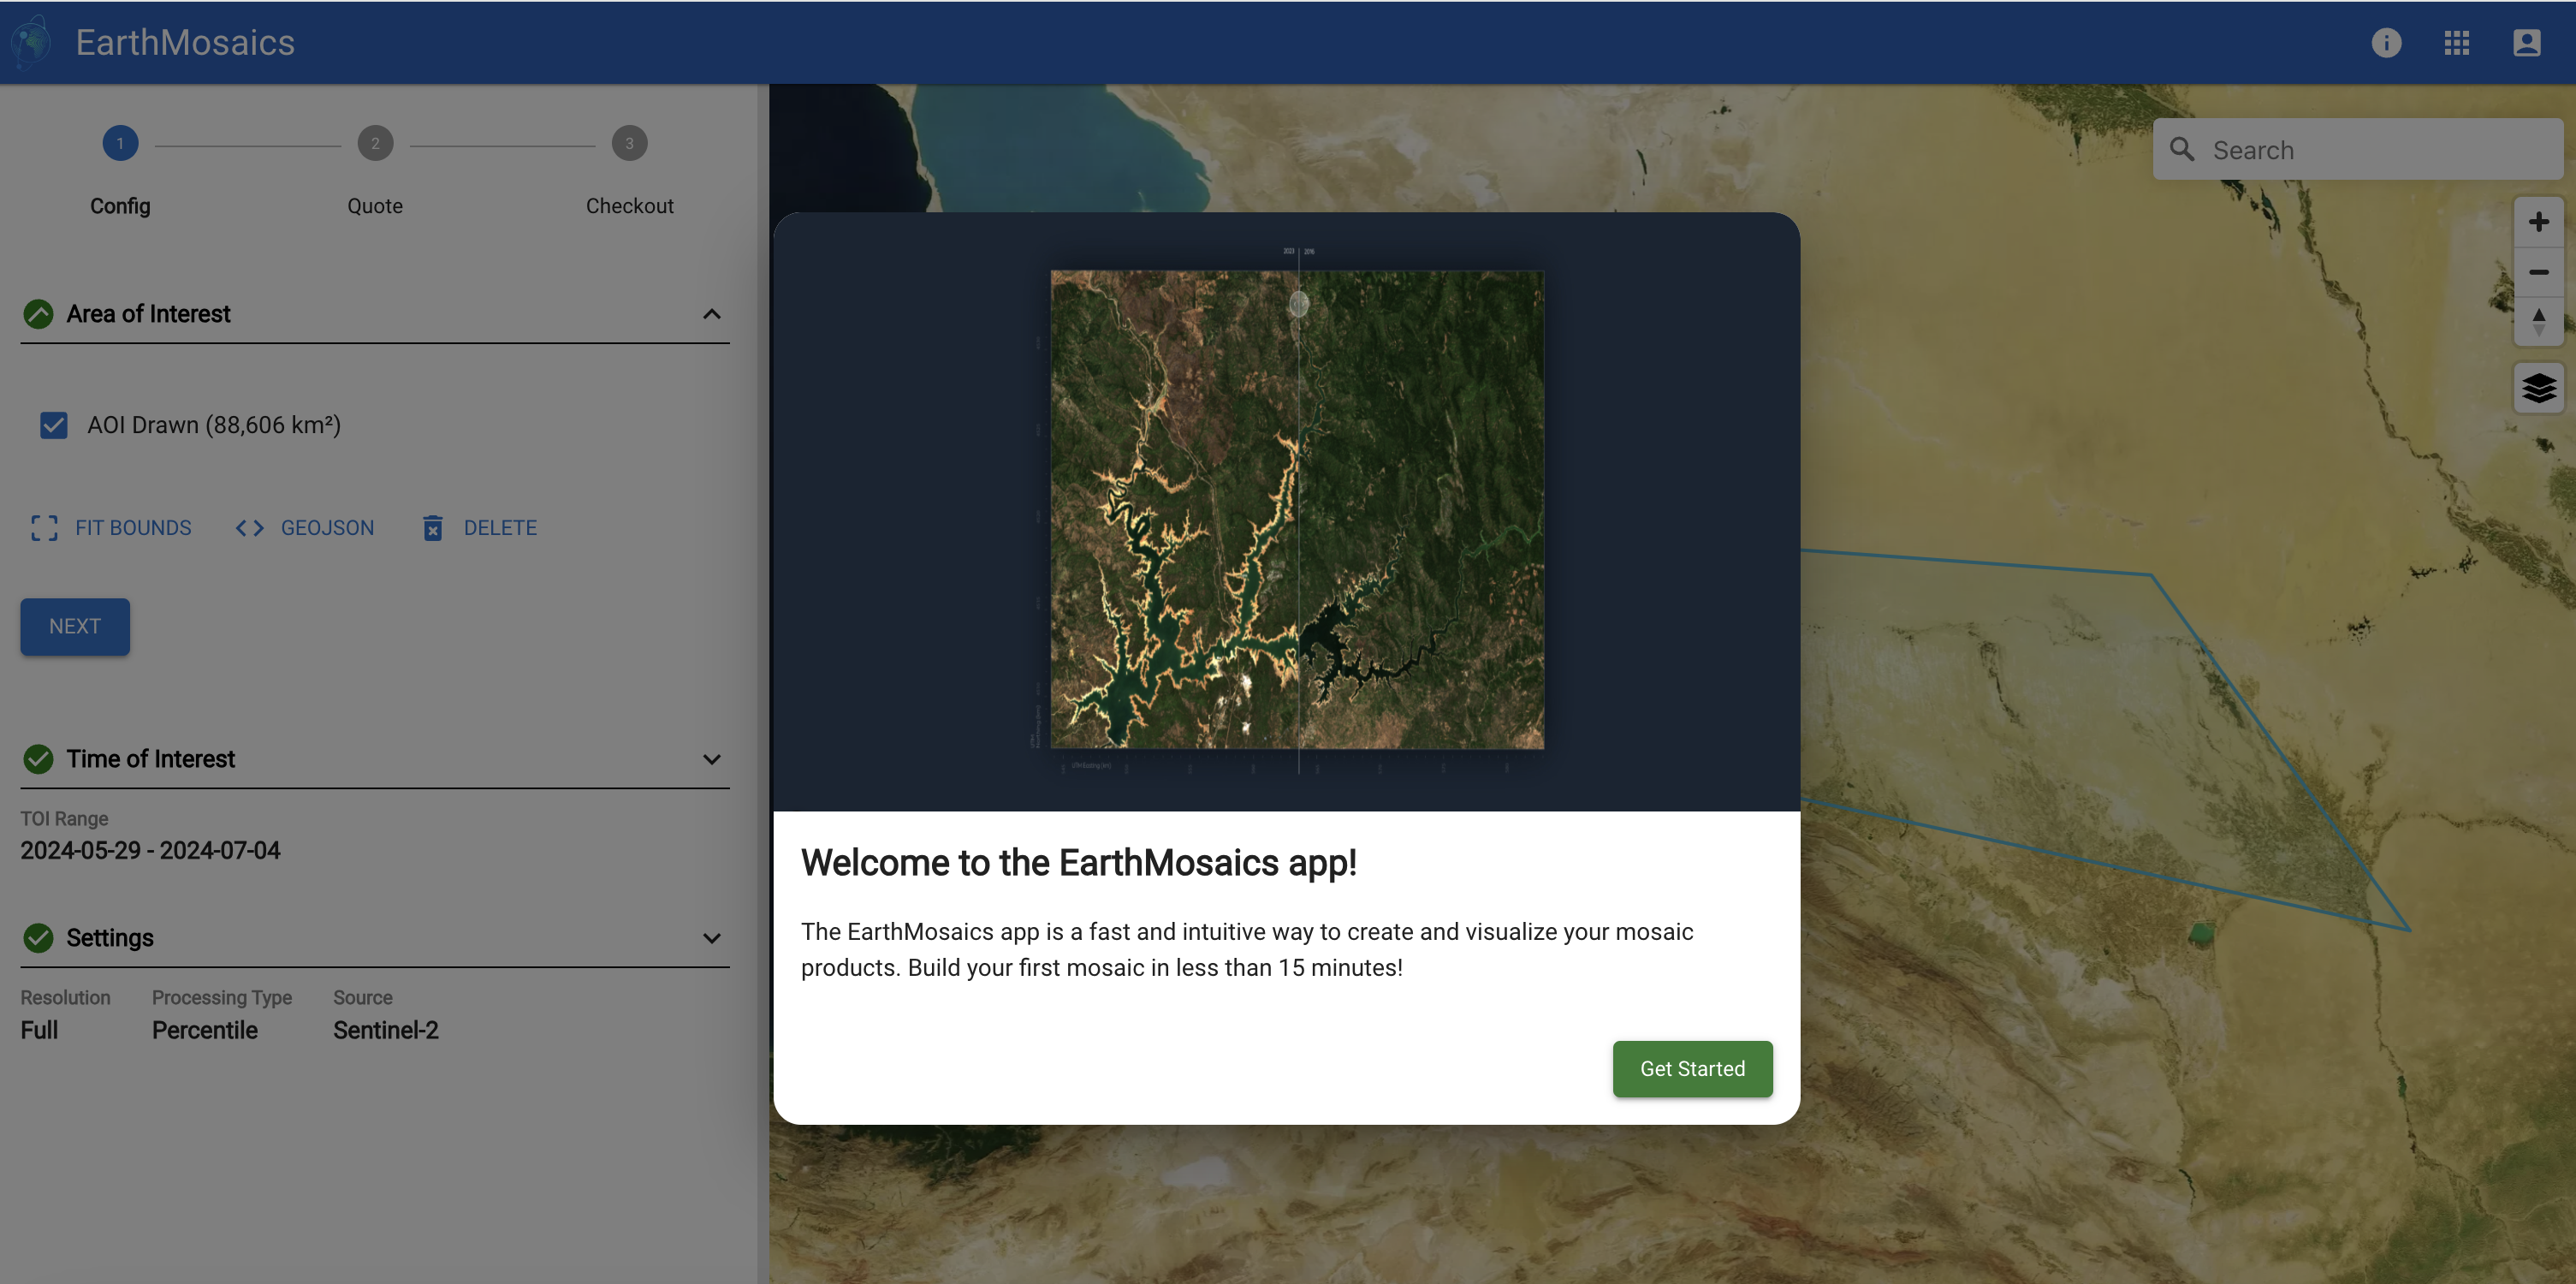 EarthMosaics
1
2
3
Config
Quote
Checkout
Search
Area of Interest
AOI Drawn (88,606 km²)
FIT BOUNDS
GEOJSON
DELETE
NEXT
Time of Interest
TOI Range
2024-05-29 - 2024-07-04
Settings
Resolution
Processing Type
Source
Full
Percentile
Sentinel-2
2023
2016
Welcome to the EarthMosaics app!
The EarthMosaics app is a fast and intuitive way to create and visualize your mosaic
products. Build your first mosaic in less than 15 minutes!
Get Started